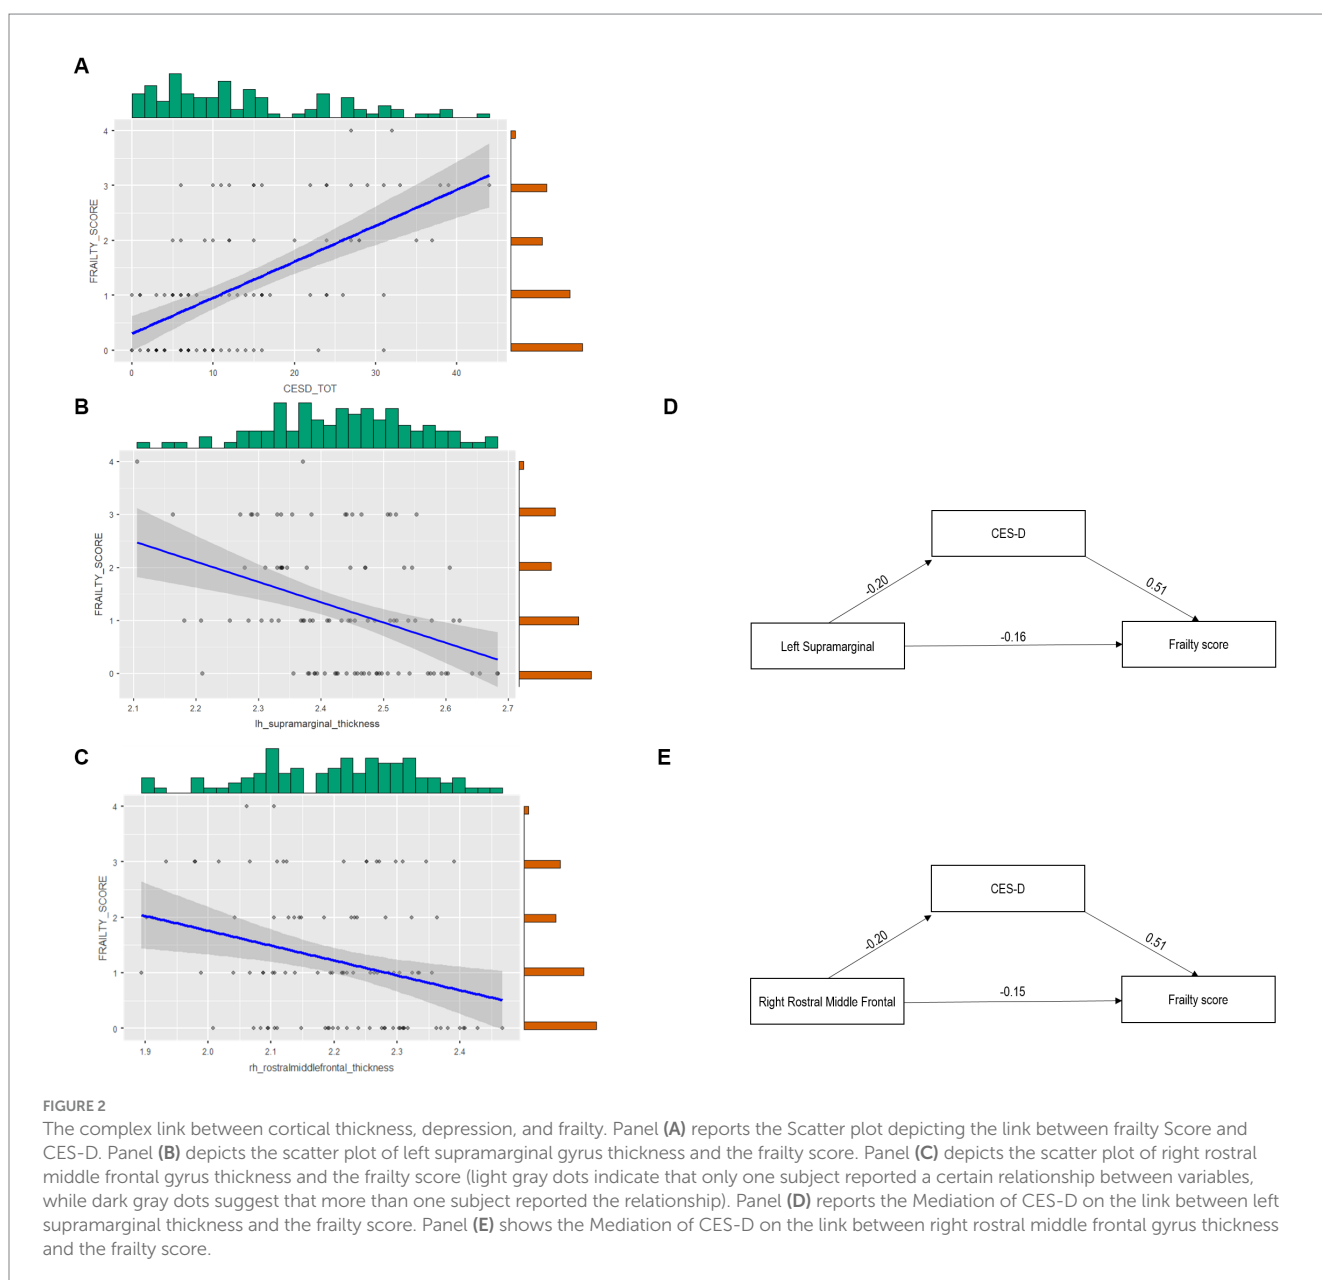 A
4
3
2
1
0
FRAILTY_SCORE
0 10 20 30 40
CESD_TOT
B
4
3
2
1
0
FRAILTY_SCORE
2.1 2.2 2.3 2.4 2.5 2.6 2.7
lh_supramarginal_thickness
C
4
3
2
1
0
FRAILTY_SCORE
1.9 2.0 2.1 2.2 2.3 2.4
rh_rostralmiddlefrontal_thickness
D
CES-D
-0.20
0.51
Left Supramarginal
-0.16
Frailty score
E
CES-D
-0.20
0.51
Right Rostral Middle Frontal
-0.15
Frailty score
FIGURE 2
The complex link between cortical thickness, depression, and frailty. Panel (A) reports the Scatter plot depicting the link between frailty Score and
CES-D. Panel (B) depicts the scatter plot of left supramarginal gyrus thickness and the frailty score. Panel (C) depicts the scatter plot of right rostral
middle frontal gyrus thickness and the frailty score (light gray dots indicate that only one subject reported a certain relationship between variables,
while dark gray dots suggest that more than one subject reported the relationship). Panel (D) reports the Mediation of CES-D on the link between left
supramarginal thickness and the frailty score. Panel (E) shows the Mediation of CES-D on the link between right rostral middle frontal gyrus thickness
and the frailty score.